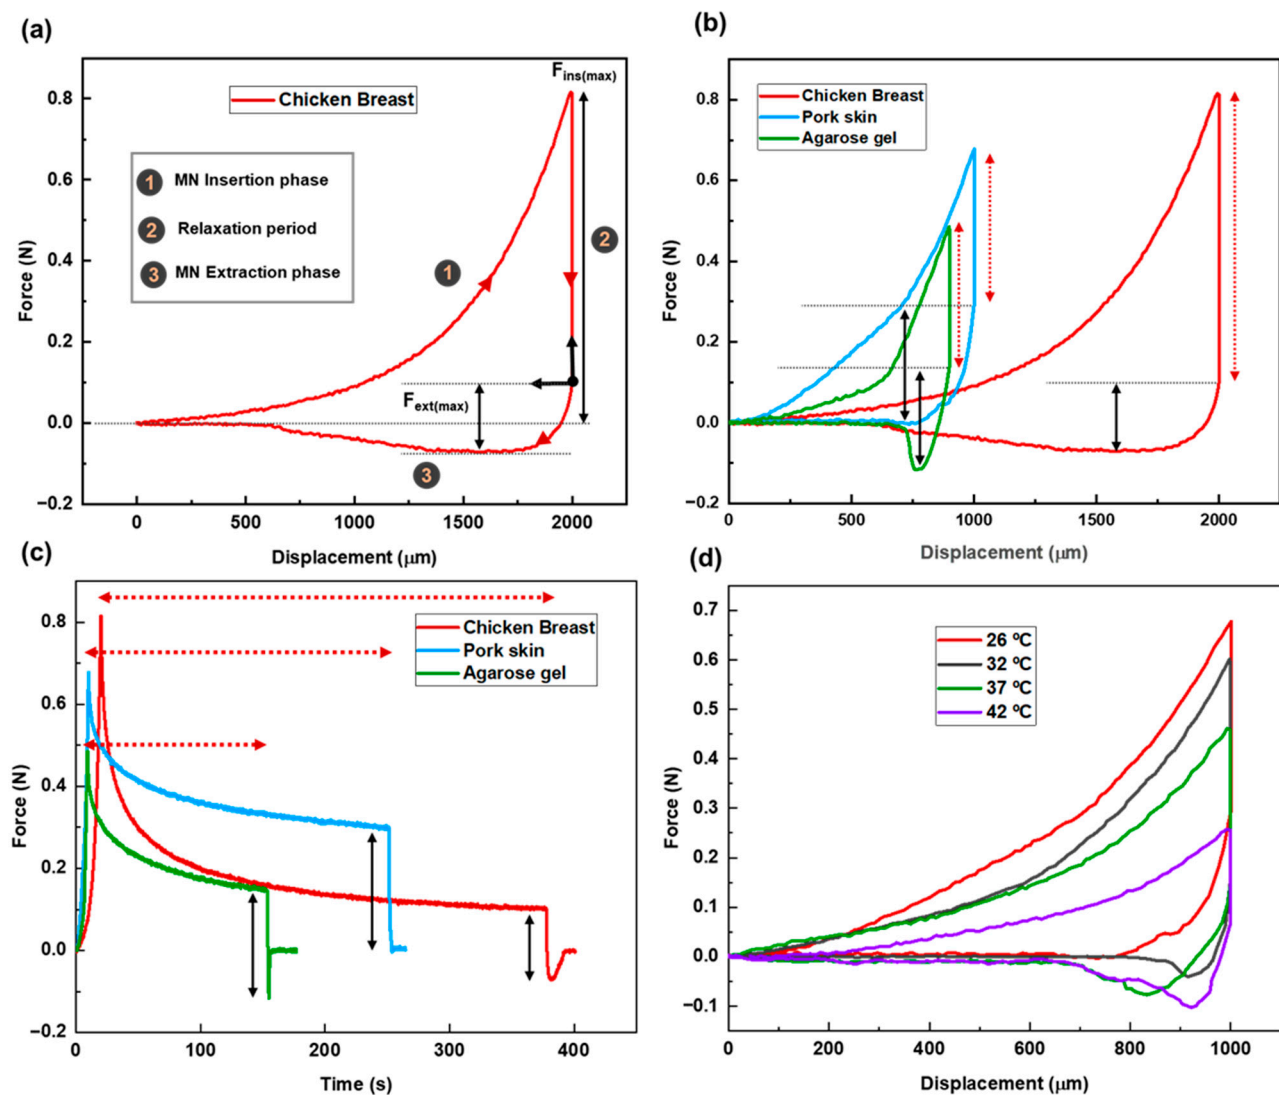 (a)
Force (N)
0.8
0.6
0.4
0.2
0.0
−0.2
Chicken Breast
1 MN Insertion phase
2 Relaxation period
3 MN Extraction phase
Fins(max)
1
2
Fext(max)
3
0 500 1000 1500 2000
Displacement (μm)
(b)
Force (N)
0.8
0.6
0.4
0.2
0.0
−0.2
Chicken Breast
Pork skin
Agarose gel
0 500 1000 1500 2000
Displacement (μm)
(c)
Force (N)
0.8
0.6
0.4
0.2
0.0
−0.2
Chicken Breast
Pork skin
Agarose gel
0 100 200 300 400
Time (s)
(d)
Force (N)
0.7
0.6
0.5
0.4
0.3
0.2
0.1
0.0
−0.1
26 ºC
32 ºC
37 ºC
42 ºC
0 200 400 600 800 1000
Displacement (μm)